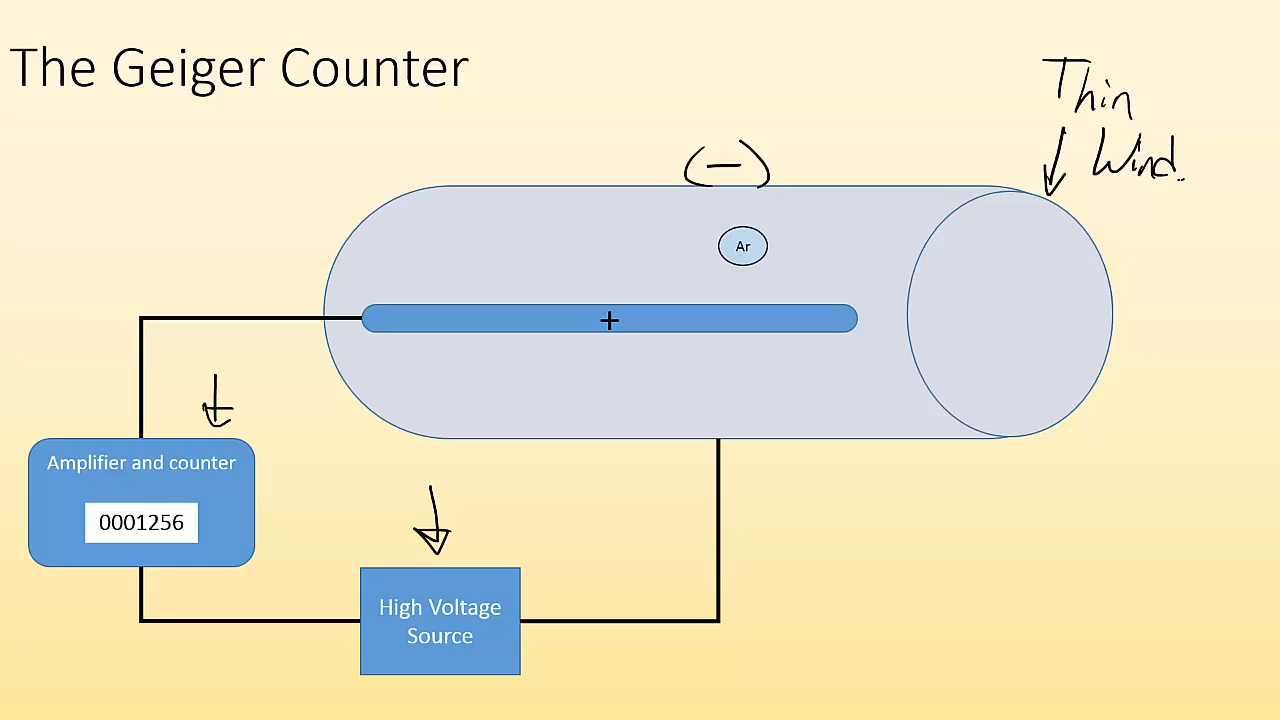 The Geiger Counter
Thin
Wind.
(-)
Ar
+
Amplifier and counter
0001256
High Voltage
Source